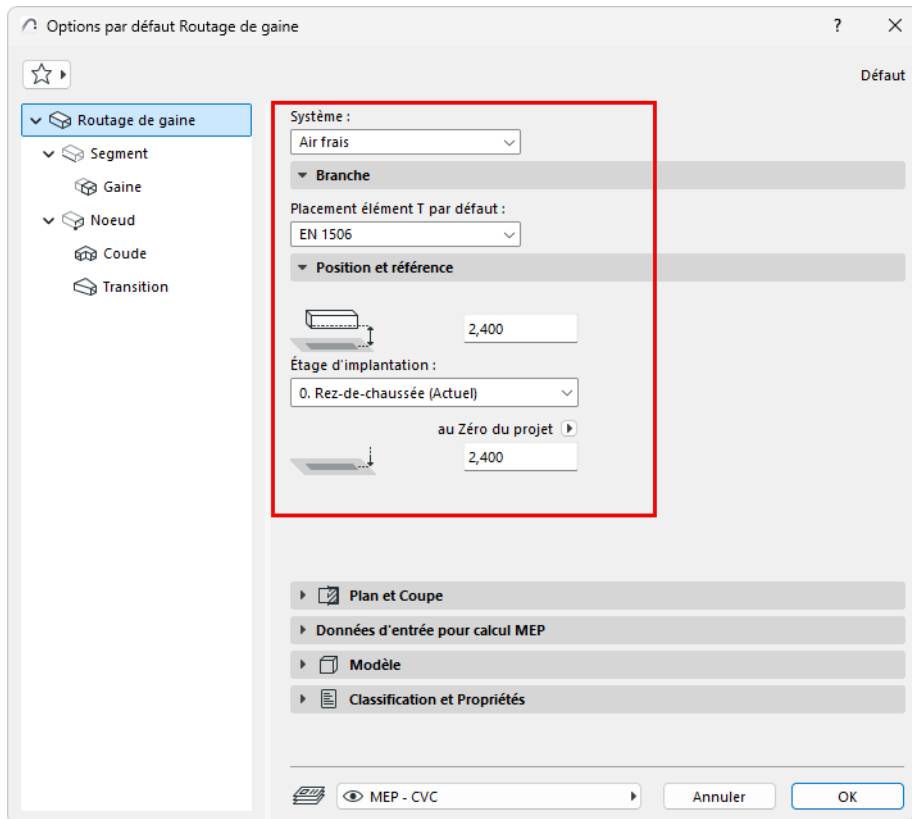 Options par défaut Routage de gaine
?
Défaut
Routage de gaine
Segment
Gaine
Noeud
Coude
Transition
Système :
Air frais
Branche
Placement élément T par défaut :
EN 1506
Position et référence
2,400
Étage d'implantation :
0. Rez-de-chaussée (Actuel)
au Zéro du projet
2,400
Plan et Coupe
Données d'entrée pour calcul MEP
Modèle
Classification et Propriétés
MEP - CVC
Annuler
OK